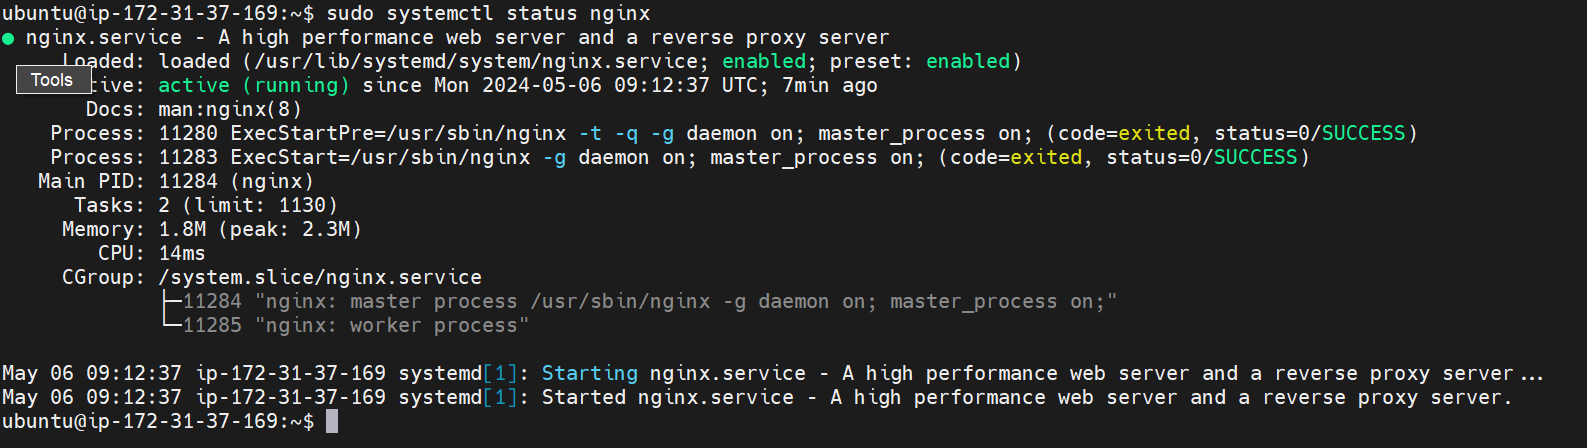 ubuntu@ip-172-31-37-169:~$ sudo systemctl status nginx
● nginx.service - A high performance web server and a reverse proxy server
Loaded: loaded (/usr/lib/systemd/system/nginx.service; enabled; preset: enabled)
Tools
tive: active (running) since Mon 2024-05-06 09:12:37 UTC; 7min ago
Docs: man:nginx(8)
Process: 11280 ExecStartPre=/usr/sbin/nginx -t -q -g daemon on; master_process on; (code=exited, status=0/SUCCESS)
Process: 11283 ExecStart=/usr/sbin/nginx -g daemon on; master_process on; (code=exited, status=0/SUCCESS)
Main PID: 11284 (nginx)
Tasks: 2 (limit: 1130)
Memory: 1.8M (peak: 2.3M)
CPU: 14ms
CGroup: /system.slice/nginx.service
├─11284 "nginx: master process /usr/sbin/nginx -g daemon on; master_process on;"
└─11285 "nginx: worker process"
May 06 09:12:37 ip-172-31-37-169 systemd[1]: Starting nginx.service - A high performance web server and a reverse proxy server...
May 06 09:12:37 ip-172-31-37-169 systemd[1]: Started nginx.service - A high performance web server and a reverse proxy server.
ubuntu@ip-172-31-37-169:~$